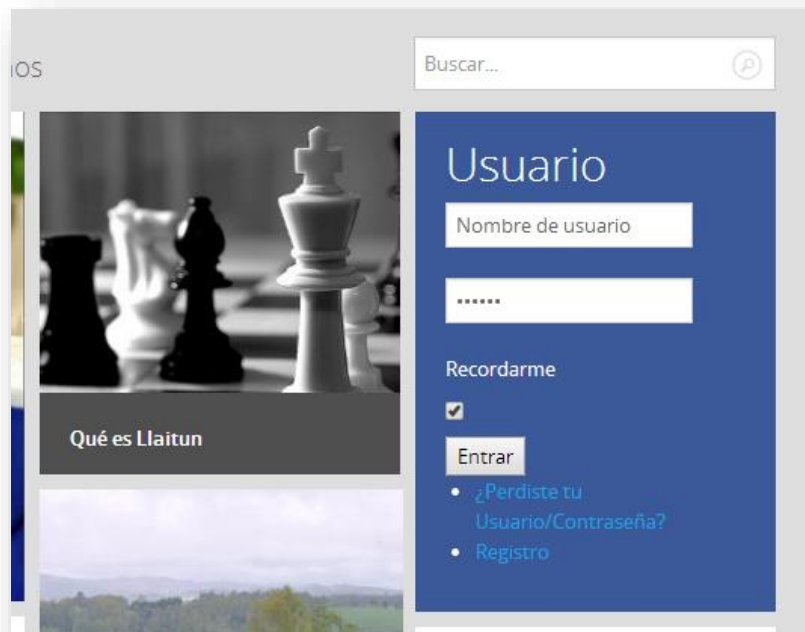 Buscar...
Usuario
Nombre de usuario
••••••
Recordarme
Entrar
¿Perdiste tu
Usuario/Contraseña?
Registro
Qué es Llaitun